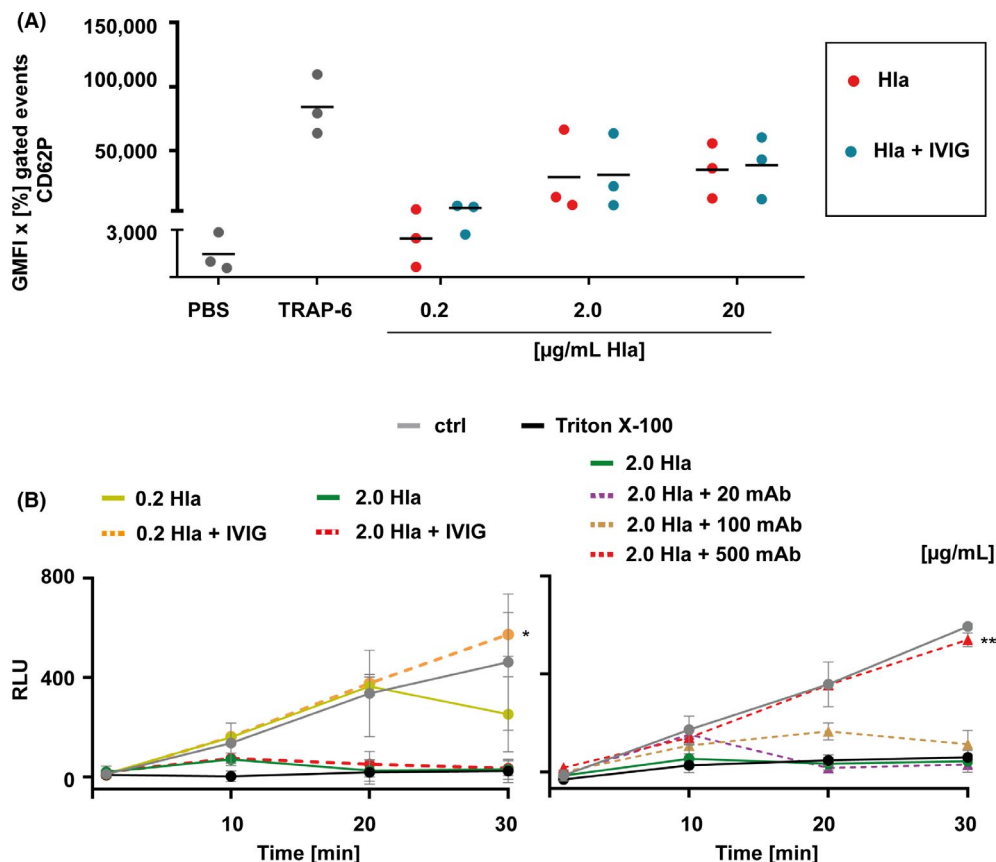 (A)
150,000
100,000
50,000
3,000
GMFI x [%] gated events
CD62P
PBS
TRAP-6
0.2
2.0
20
[µg/mL Hla]
Hla
Hla + IVIG
ctrl
Triton X-100
(B)
0.2 Hla
0.2 Hla + IVIG
2.0 Hla
2.0 Hla + IVIG
2.0 Hla
2.0 Hla + 20 mAb
2.0 Hla + 100 mAb
2.0 Hla + 500 mAb
[µg/mL]
800
400
0
RLU
*
10
20
30
Time [min]
**
10
20
30
Time [min]